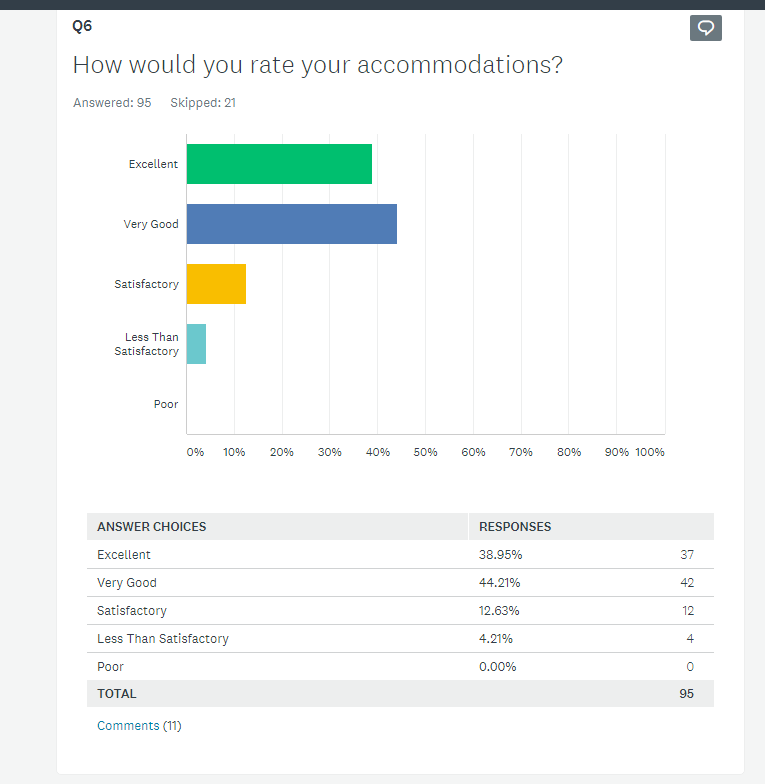 Q6
How would you rate your accommodations?
Answered: 95 Skipped: 21
Excellent
Very Good
Satisfactory
Less Than
Satisfactory
Poor
0% 10% 20% 30% 40% 50% 60% 70% 80% 90% 100%
ANSWER CHOICES RESPONSES
Excellent 38.95% 37
Very Good 44.21% 42
Satisfactory 12.63% 12
Less Than Satisfactory 4.21% 4
Poor 0.00% 0
TOTAL 95
Comments (11)